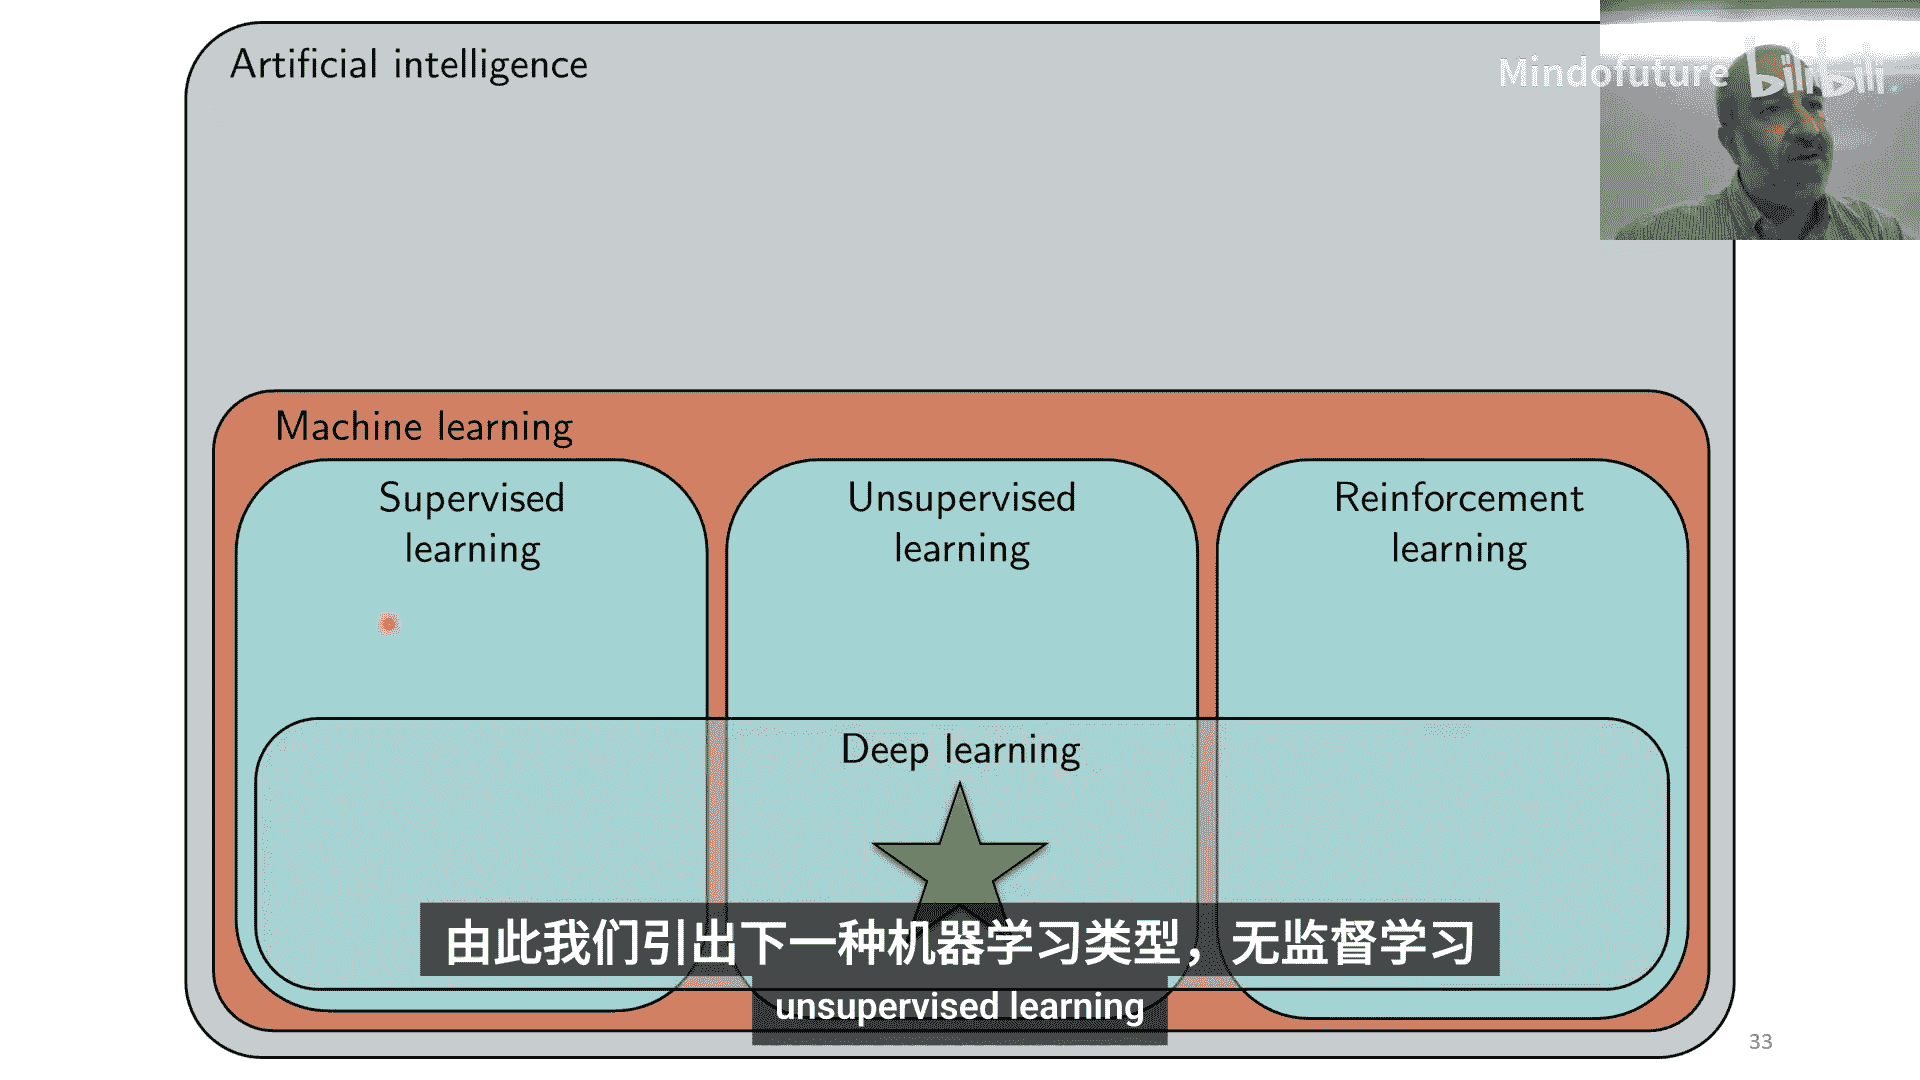 Artificial intelligence
Mindofuture bilibili
Machine learning
Supervised
learning
Unsupervised
learning
Reinforcement
learning
Deep learning
由此我们引出下一种机器学习类型，无监督学习
unsupervised learning
33